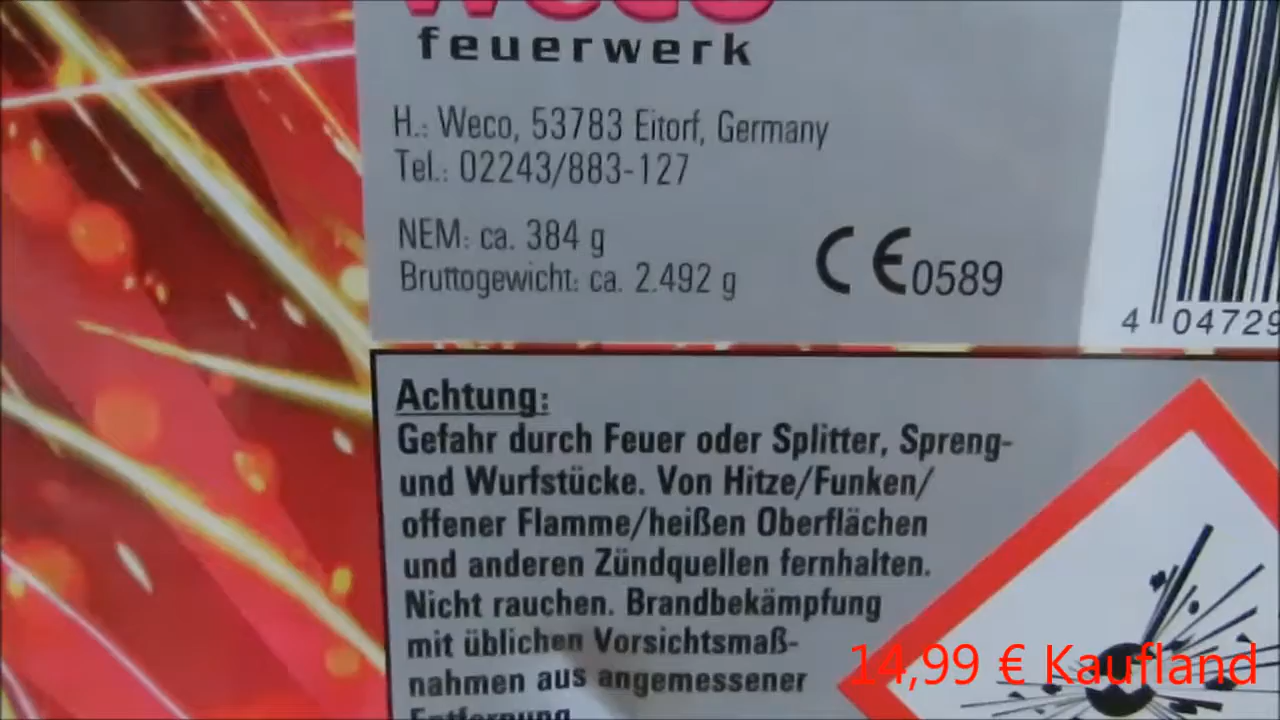 weco
feuerwerk
H.: Weco, 53783 Eitorf, Germany
Tel.: 02243/883-127
NEM: ca. 384 g
Bruttogewicht: ca. 2.492 g
CE0589
4 04729
Achtung:
Gefahr durch Feuer oder Splitter, Spreng-
und Wurfstücke. Von Hitze/Funken/
offener Flamme/heißen Oberflächen
und anderen Zündquellen fernhalten.
Nicht rauchen. Brandbekämpfung
mit üblichen Vorsichtsmaß-
nahmen aus angemessener
Entfernung
14,99 € Kaufland